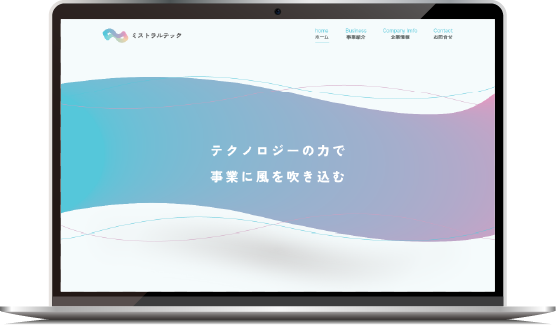 ミストラルテック
home Business Company Info Contact
ホーム 事業紹介 企業情報 お問合せ
テクノロジーの力で
事業に風を吹き込む